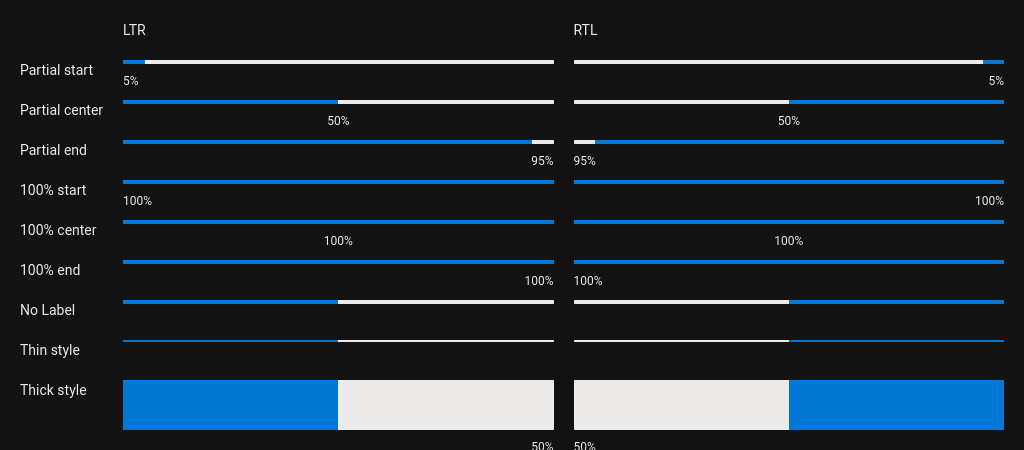 LTR RTL
Partial start
5% 5%
Partial center
50% 50%
Partial end
95% 95%
100% start
100% 100%
100% center
100% 100%
100% end
100% 100%
No Label
Thin style
Thick style
50% 50%